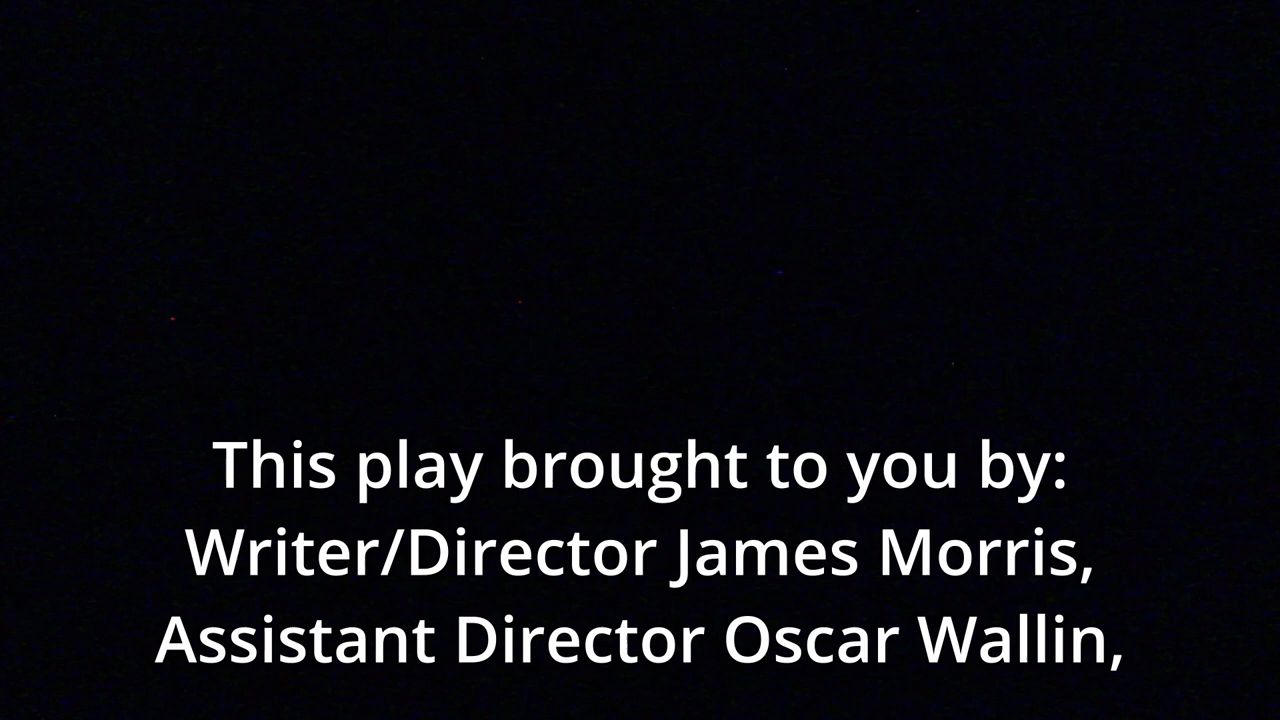 This play brought to you by:
Writer/Director James Morris,
Assistant Director Oscar Wallin,